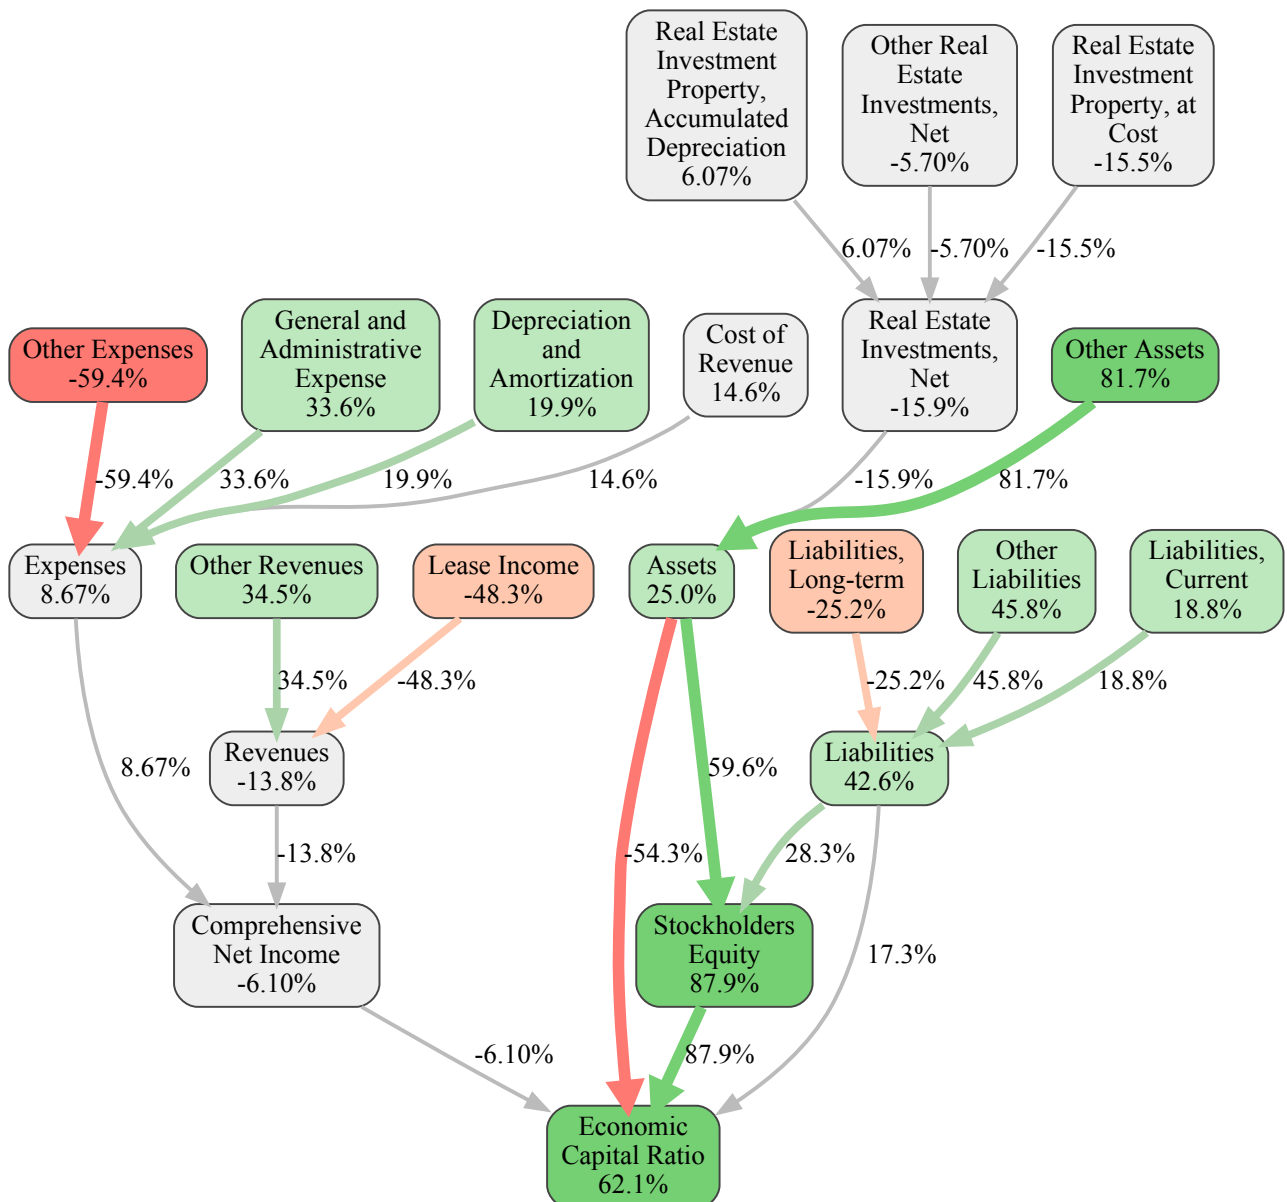 Real Estate
Investment
Property,
Accumulated
Depreciation
6.07%
Other Real
Estate
Investments,
Net
-5.70%
Real Estate
Investment
Property, at
Cost
-15.5%
6.07%
-5.70%
-15.5%
Other Expenses
-59.4%
General and
Administrative
Expense
33.6%
Depreciation
and
Amortization
19.9%
Cost of
Revenue
14.6%
Real Estate
Investments,
Net
-15.9%
Other Assets
81.7%
-59.4%
33.6%
19.9%
14.6%
-15.9%
81.7%
Expenses
8.67%
Other Revenues
34.5%
Lease Income
-48.3%
Assets
25.0%
Liabilities,
Long-term
-25.2%
Other
Liabilities
45.8%
Liabilities,
Current
18.8%
34.5%
-48.3%
-25.2%
45.8%
18.8%
8.67%
Revenues
-13.8%
59.6%
Liabilities
42.6%
-13.8%
-54.3%
28.3%
Comprehensive
Net Income
-6.10%
Stockholders
Equity
87.9%
17.3%
-6.10%
87.9%
Economic
Capital Ratio
62.1%